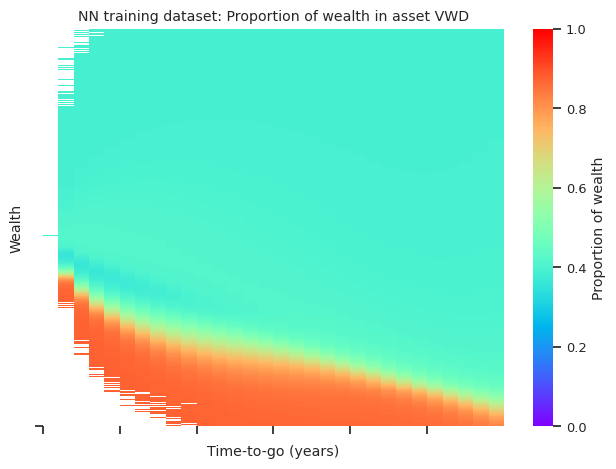 NN training dataset: Proportion of wealth in asset VWD
Wealth
Time-to-go (years)
1.0
0.8
0.6
0.4
0.2
0.0
Proportion of wealth